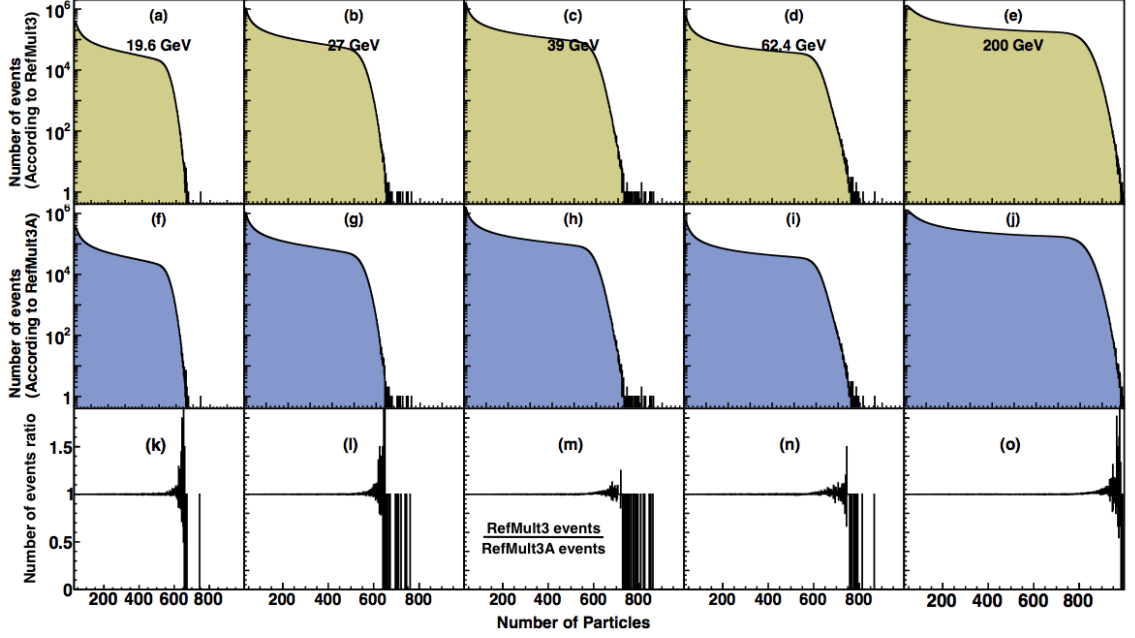 (a) (b) (c) (d) (e)
19.6 GeV 27 GeV 39 GeV 62.4 GeV 200 GeV
Number of events
(According to RefMult3)
10^6
10^4
10^2
1
(f) (g) (h) (i) (j)
Number of events
(According to RefMult3A)
10^6
10^4
10^2
1
(k) (l) (m) (n) (o)
Number of events ratio
1.5
1
0.5
0
RefMult3 events
RefMult3A events
200 400 600 800 200 400 600 800 200 400 600 800 200 400 600 800 200 400 600 800
Number of Particles